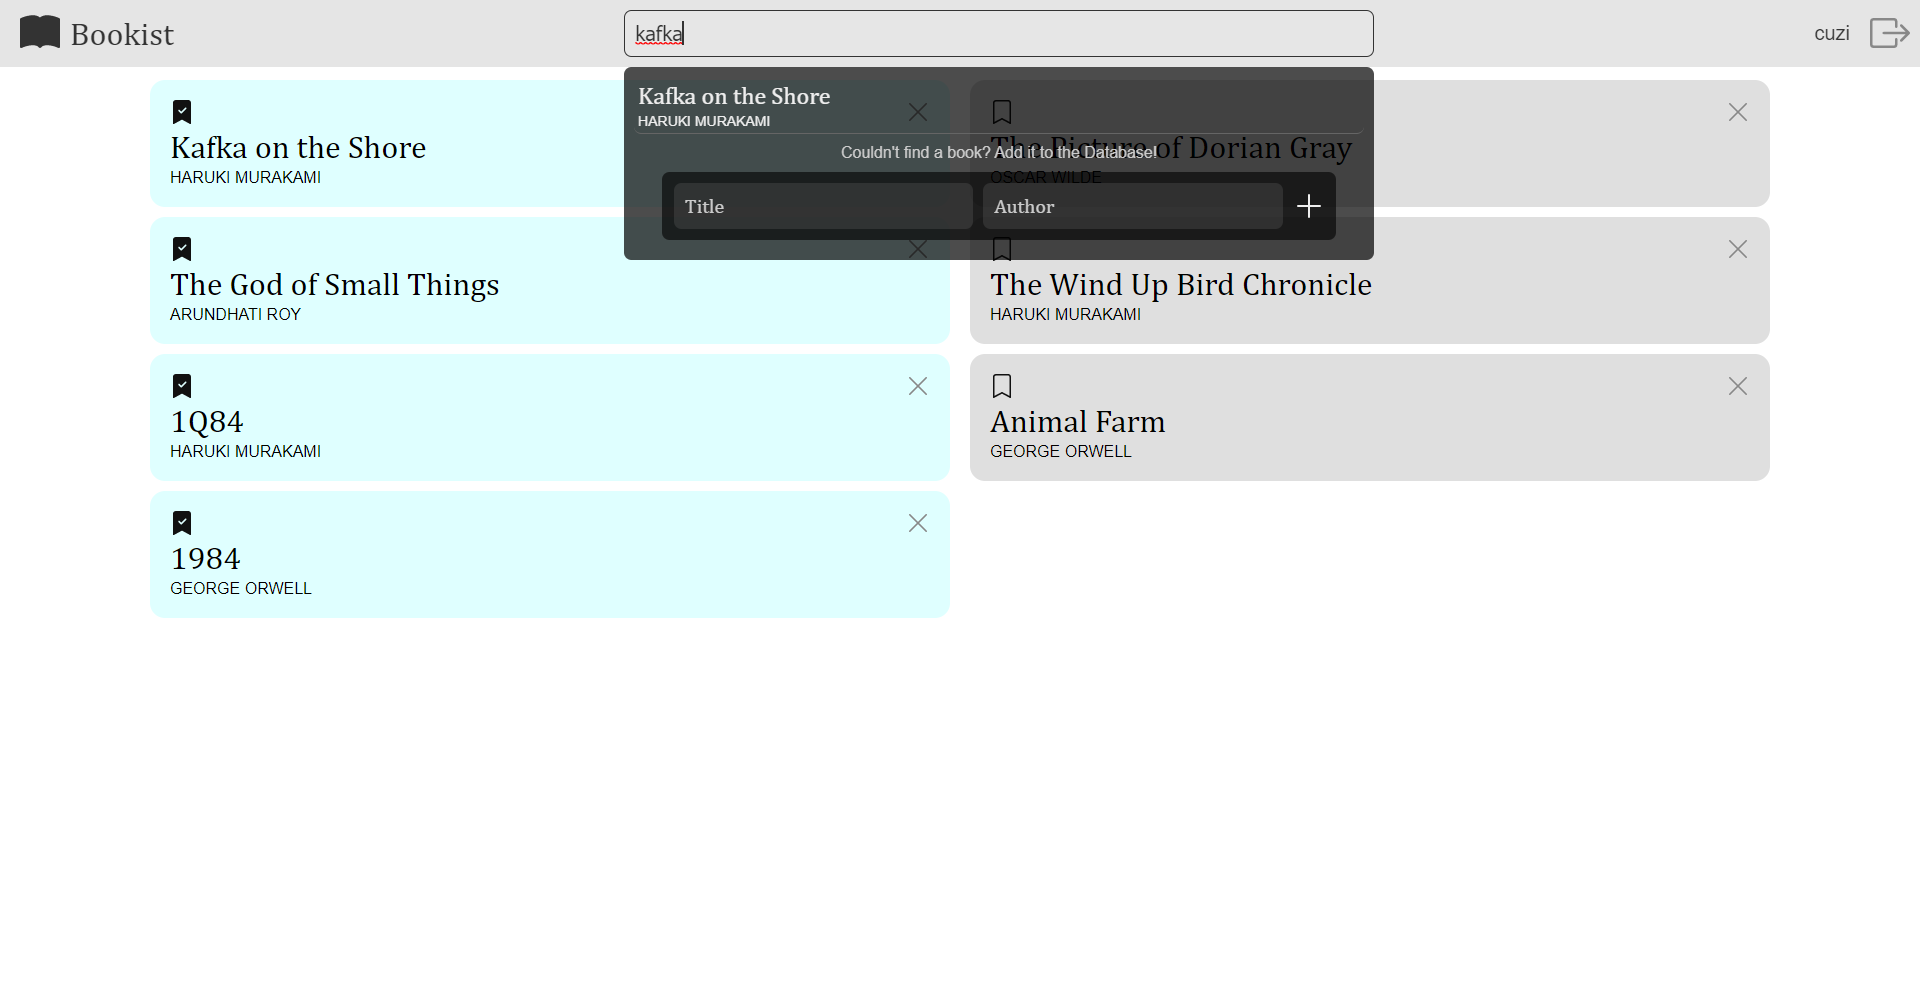 Bookist
kafka
cuzi
Kafka on the Shore
HARUKI MURAKAMI
Couldn't find a book? Add it to the Database!
Title
Author
Kafka on the Shore
HARUKI MURAKAMI
The God of Small Things
ARUNDHATI ROY
1Q84
HARUKI MURAKAMI
1984
GEORGE ORWELL
The Picture of Dorian Gray
OSCAR WILDE
The Wind Up Bird Chronicle
HARUKI MURAKAMI
Animal Farm
GEORGE ORWELL